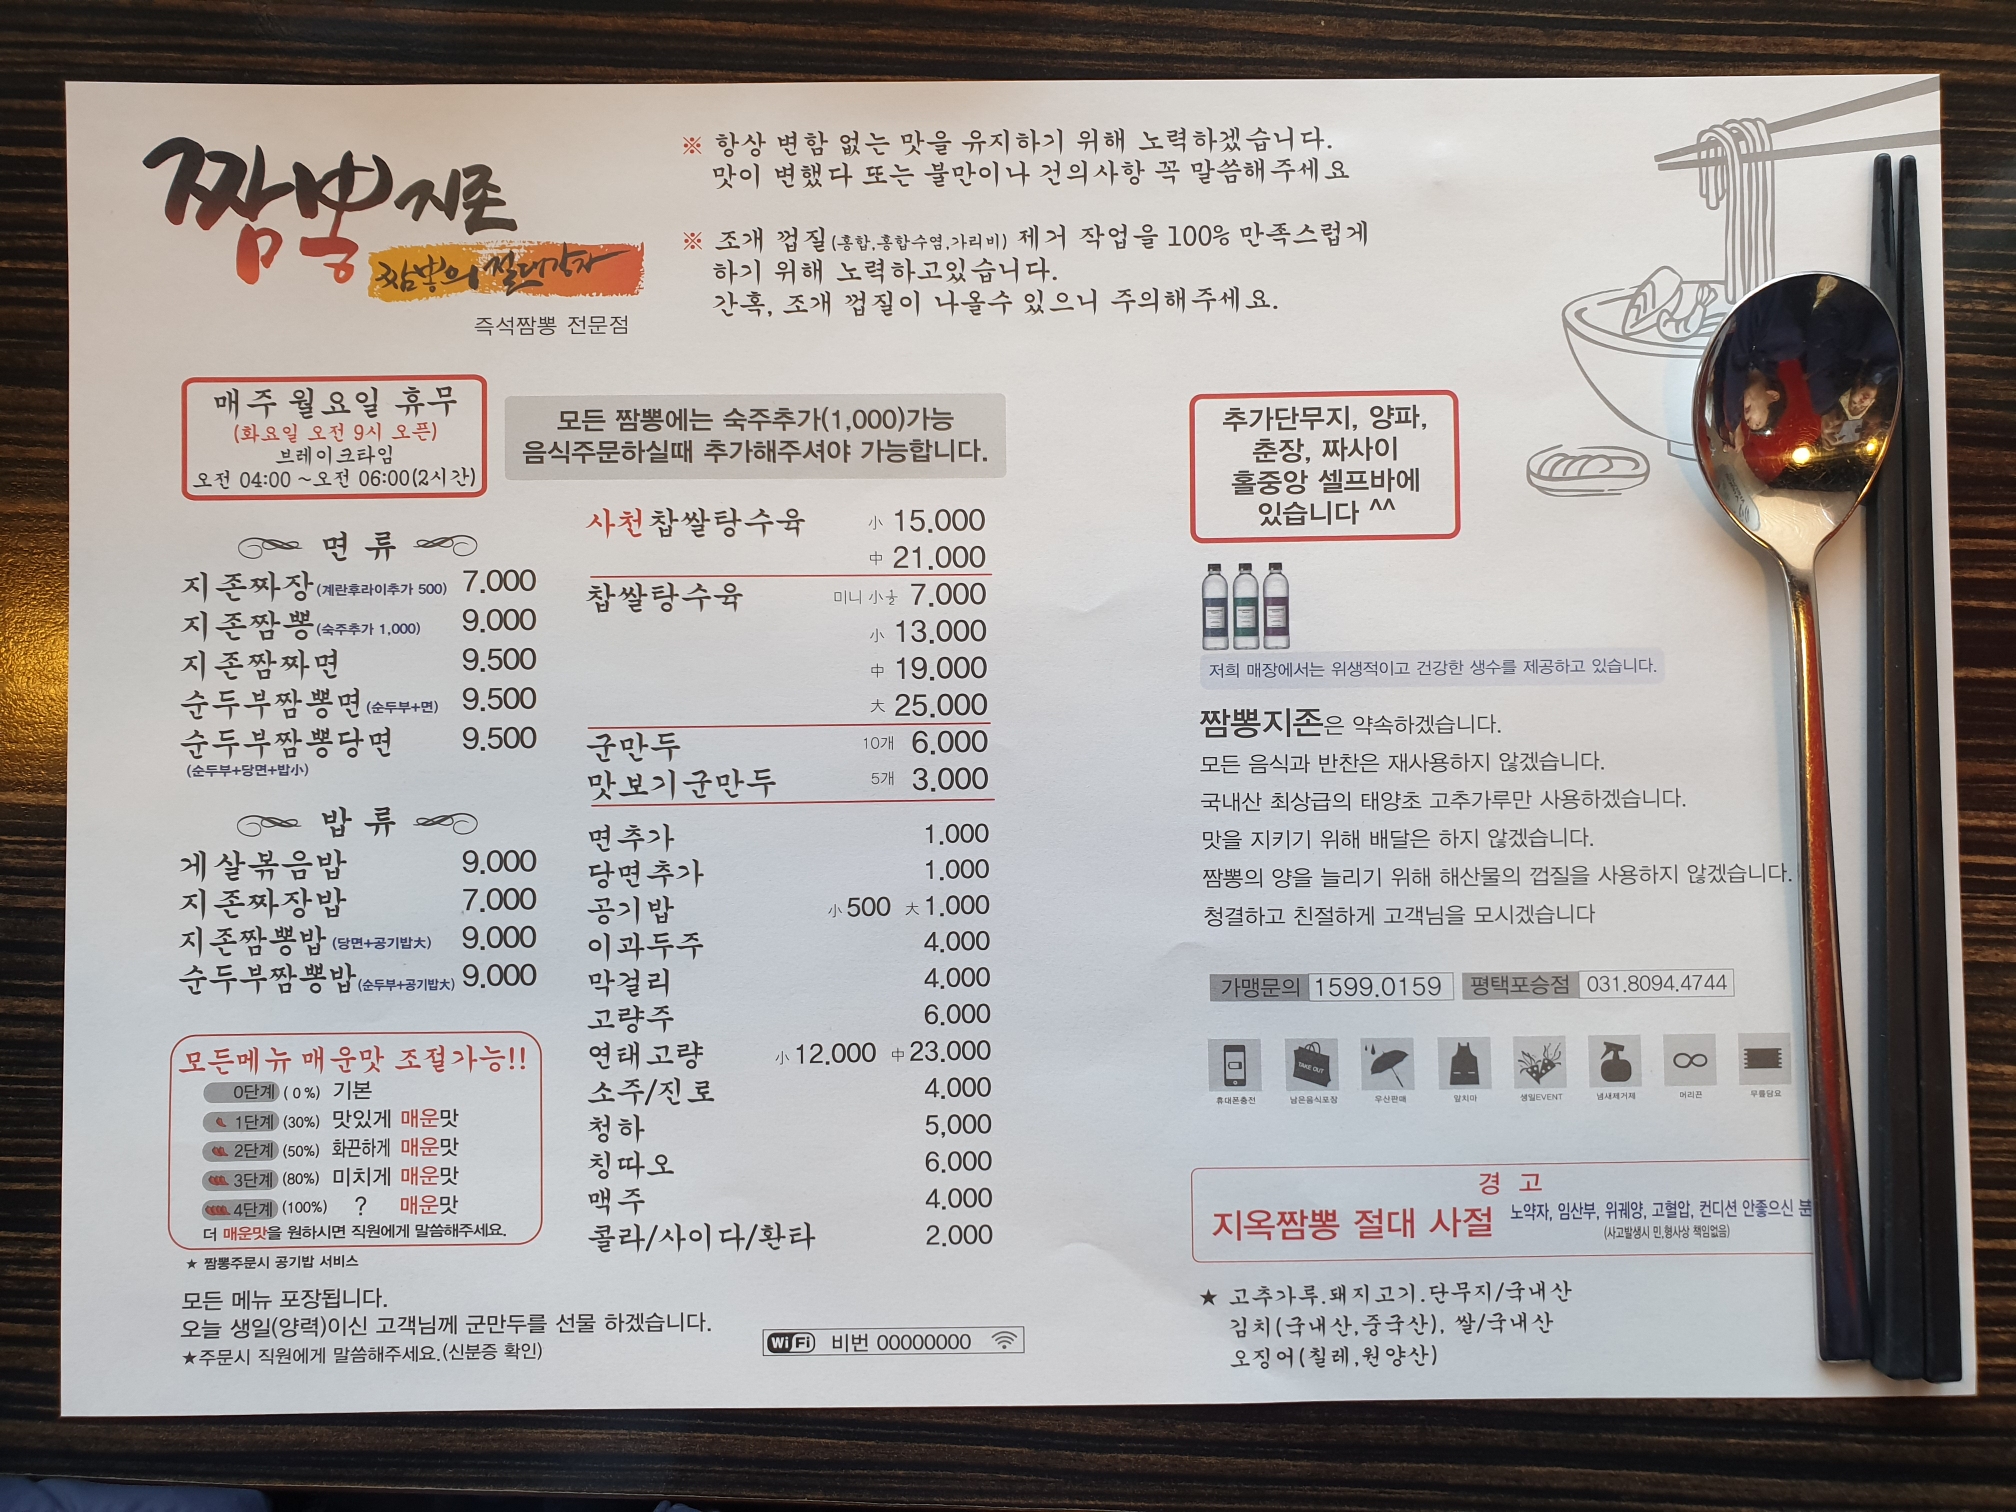 짬뽕지존
짬뽕의 절대강자
즉석짬뽕 전문점
※ 항상 변함 없는 맛을 유지하기 위해 노력하겠습니다.
맛이 변했다 또는 불만이나 건의사항 꼭 말씀해주세요
※ 조개 껍질(홍합,홍합수염,가리비) 제거 작업을 100% 만족스럽게
하기 위해 노력하고있습니다.
간혹, 조개 껍질이 나올수 있으니 주의해주세요.
매주 월요일 휴무
(화요일 오전 9시 오픈)
브레이크타임
오전 04:00 ~오전 06:00(2시간)
모든 짬뽕에는 숙주추가(1,000)가능
음식주문하실때 추가해주셔야 가능합니다.
면 류
지존짜장(계란후라이추가 500) 7.000
지존짬뽕(숙주추가 1,000) 9.000
지존짬짜면 9.500
순두부짬뽕면(순두부+면) 9.500
순두부짬뽕당면 9.500
(순두부+당면+밥小)
밥 류
게살볶음밥 9.000
지존짜장밥 7.000
지존짬뽕밥(당면+공기밥大) 9.000
순두부짬뽕밥(순두부+공기밥大) 9.000
모든메뉴 매운맛 조절가능!!
0단계 (0%) 기본
1단계 (30%) 맛있게 매운맛
2단계 (50%) 화끈하게 매운맛
3단계 (80%) 미치게 매운맛
4단계 (100%) ? 매운맛
더 매운맛을 원하시면 직원에게 말씀해주세요.
★ 짬뽕주문시 공기밥 서비스
모든 메뉴 포장됩니다.
오늘 생일(양력)이신 고객님께 군만두를 선물 하겠습니다.
★주문시 직원에게 말씀해주세요.(신분증 확인)
사천찹쌀탕수육 小 15.000
中 21.000
찹쌀탕수육 미니 小½ 7.000
小 13.000
中 19.000
大 25.000
군만두 10개 6.000
맛보기군만두 5개 3.000
면추가 1.000
당면추가 1.000
공기밥 小 500 大 1.000
이과두주 4.000
막걸리 4.000
고량주 6.000
연태고량 小 12.000 中 23.000
소주/진로 4.000
청하 5,000
칭따오 6.000
맥주 4.000
콜라/사이다/환타 2.000
WiFi 비번 00000000
추가단무지, 양파,
춘장, 짜사이
홀중앙 셀프바에
있습니다 ^^
저희 매장에서는 위생적이고 건강한 생수를 제공하고 있습니다.
짬뽕지존은 약속하겠습니다.
모든 음식과 반찬은 재사용하지 않겠습니다.
국내산 최상급의 태양초 고추가루만 사용하겠습니다.
맛을 지키기 위해 배달은 하지 않겠습니다.
짬뽕의 양을 늘리기 위해 해산물의 껍질을 사용하지 않겠습니다.
청결하고 친절하게 고객님을 모시겠습니다
가맹문의 1599.0159 평택포승점 031.8094.4744
TAKE OUT
휴대폰충전 남은음식포장 우산판매 앞치마 생일EVENT 냄새제거제 머리끈 무릎담요
경 고
지옥짬뽕 절대 사절 노약자, 임산부, 위궤양, 고혈압, 컨디션 안좋으신 분
(사고발생시 민,형사상 책임없음)
★ 고추가루.돼지고기.단무지/국내산
김치(국내산,중국산), 쌀/국내산
오징어(칠레,원양산)